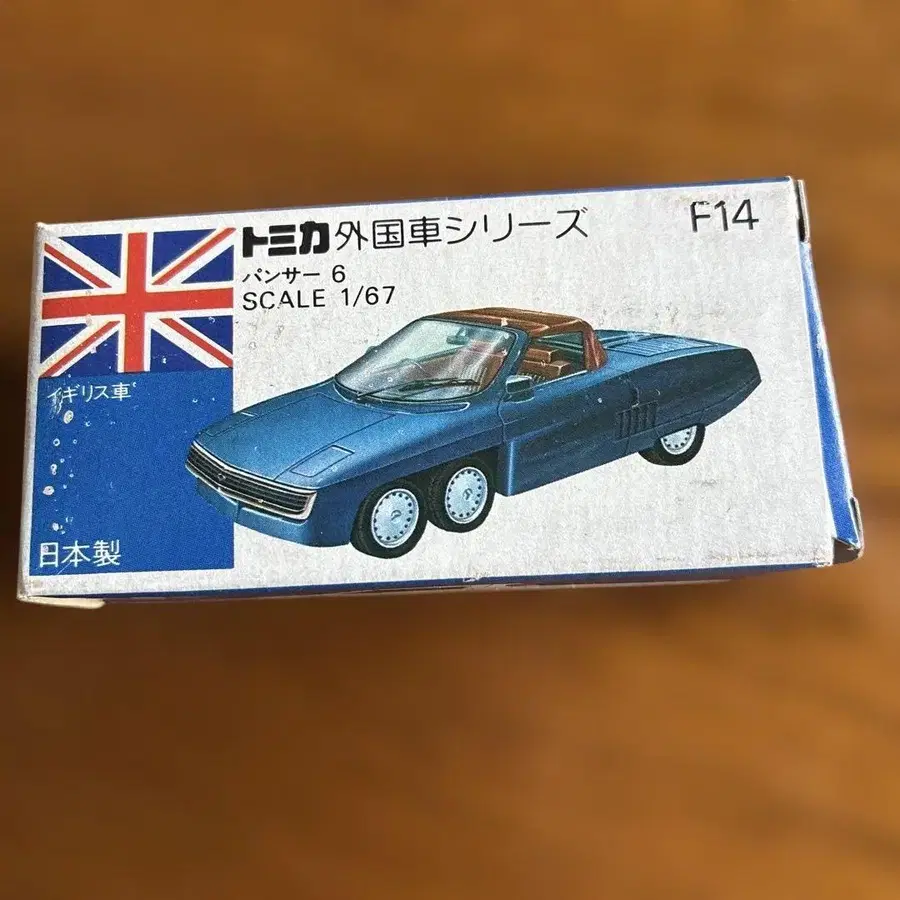 トミカ外国車シリーズ F14
パンサー 6
SCALE 1/67
イギリス車
日本製